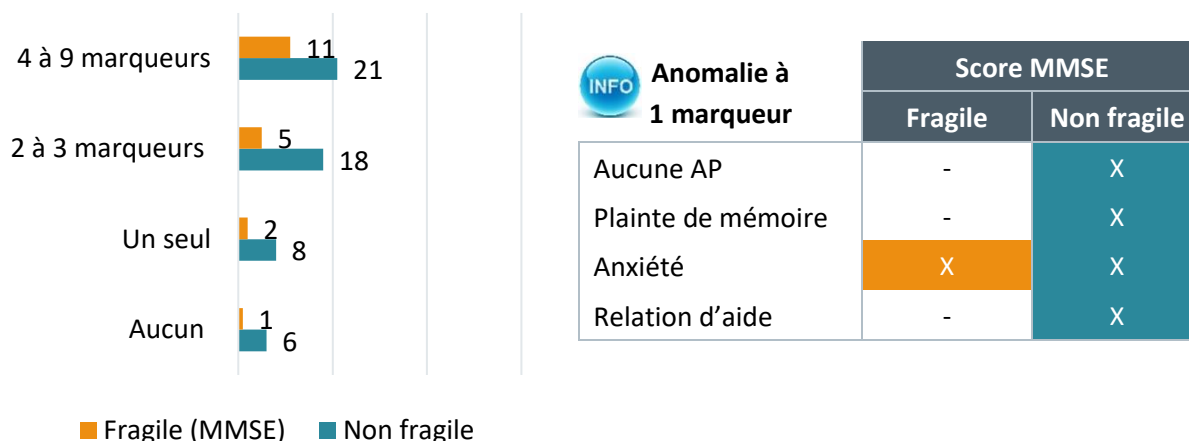 4 à 9 marqueurs
11
21
2 à 3 marqueurs
5
18
Un seul
2
8
Aucun
1
6
Fragile (MMSE) Non fragile
INFO
Anomalie à
1 marqueur
Score MMSE
Fragile Non fragile
Aucune AP - X
Plainte de mémoire - X
Anxiété X X
Relation d’aide - X